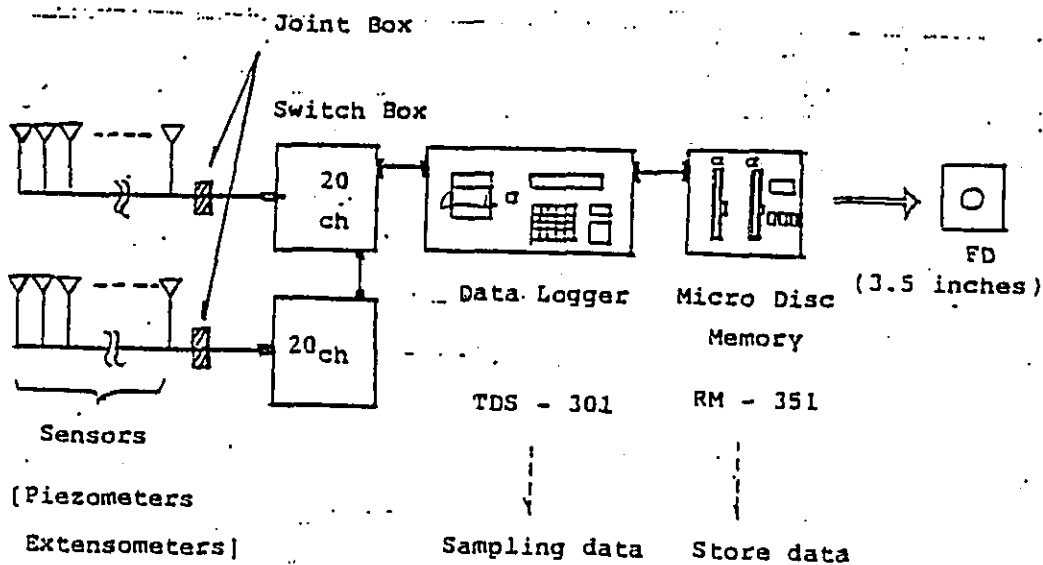 Joint Box
Switch Box
20
ch
20ch
Data Logger
Micro Disc
Memory
FD
(3.5 inches)
TDS - 301
RM - 351
Sensors
[Piezometers
Extensometers]
Sampling data
Store data